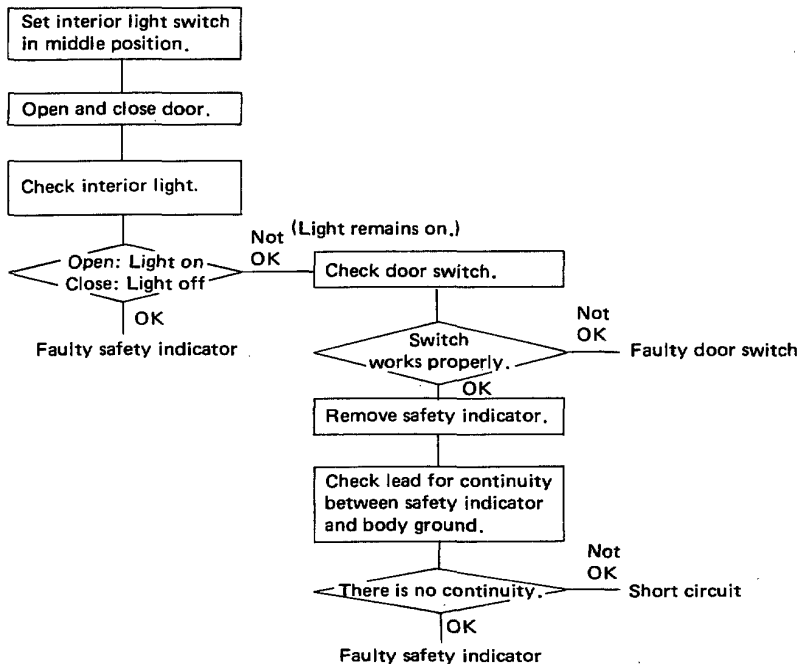 Set interior light switch
in middle position.
Open and close door.
Check interior light.
Open: Light on
Close: Light off
Not
OK
(Light remains on.)
OK
Faulty safety indicator
Check door switch.
Switch
works properly.
Not
OK
Faulty door switch
OK
Remove safety indicator.
Check lead for continuity
between safety indicator
and body ground.
There is no continuity.
Not
OK
Short circuit
OK
Faulty safety indicator